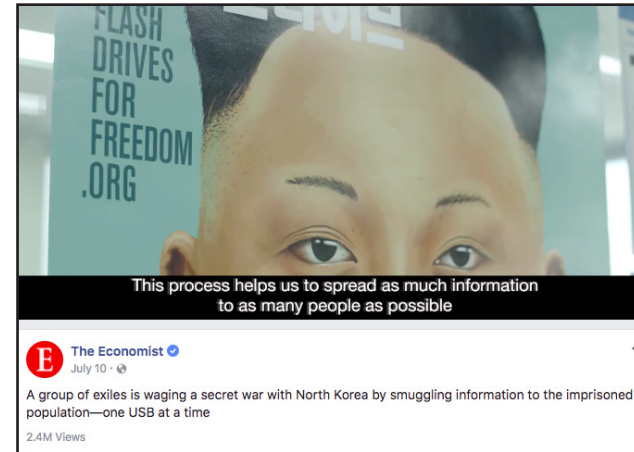 FLASH
DRIVES
FOR
FREEDOM
.ORG
This process helps us to spread as much information
to as many people as possible
E
The Economist
July 10 ·
A group of exiles is waging a secret war with North Korea by smuggling information to the imprisoned
population—one USB at a time
2.4M Views